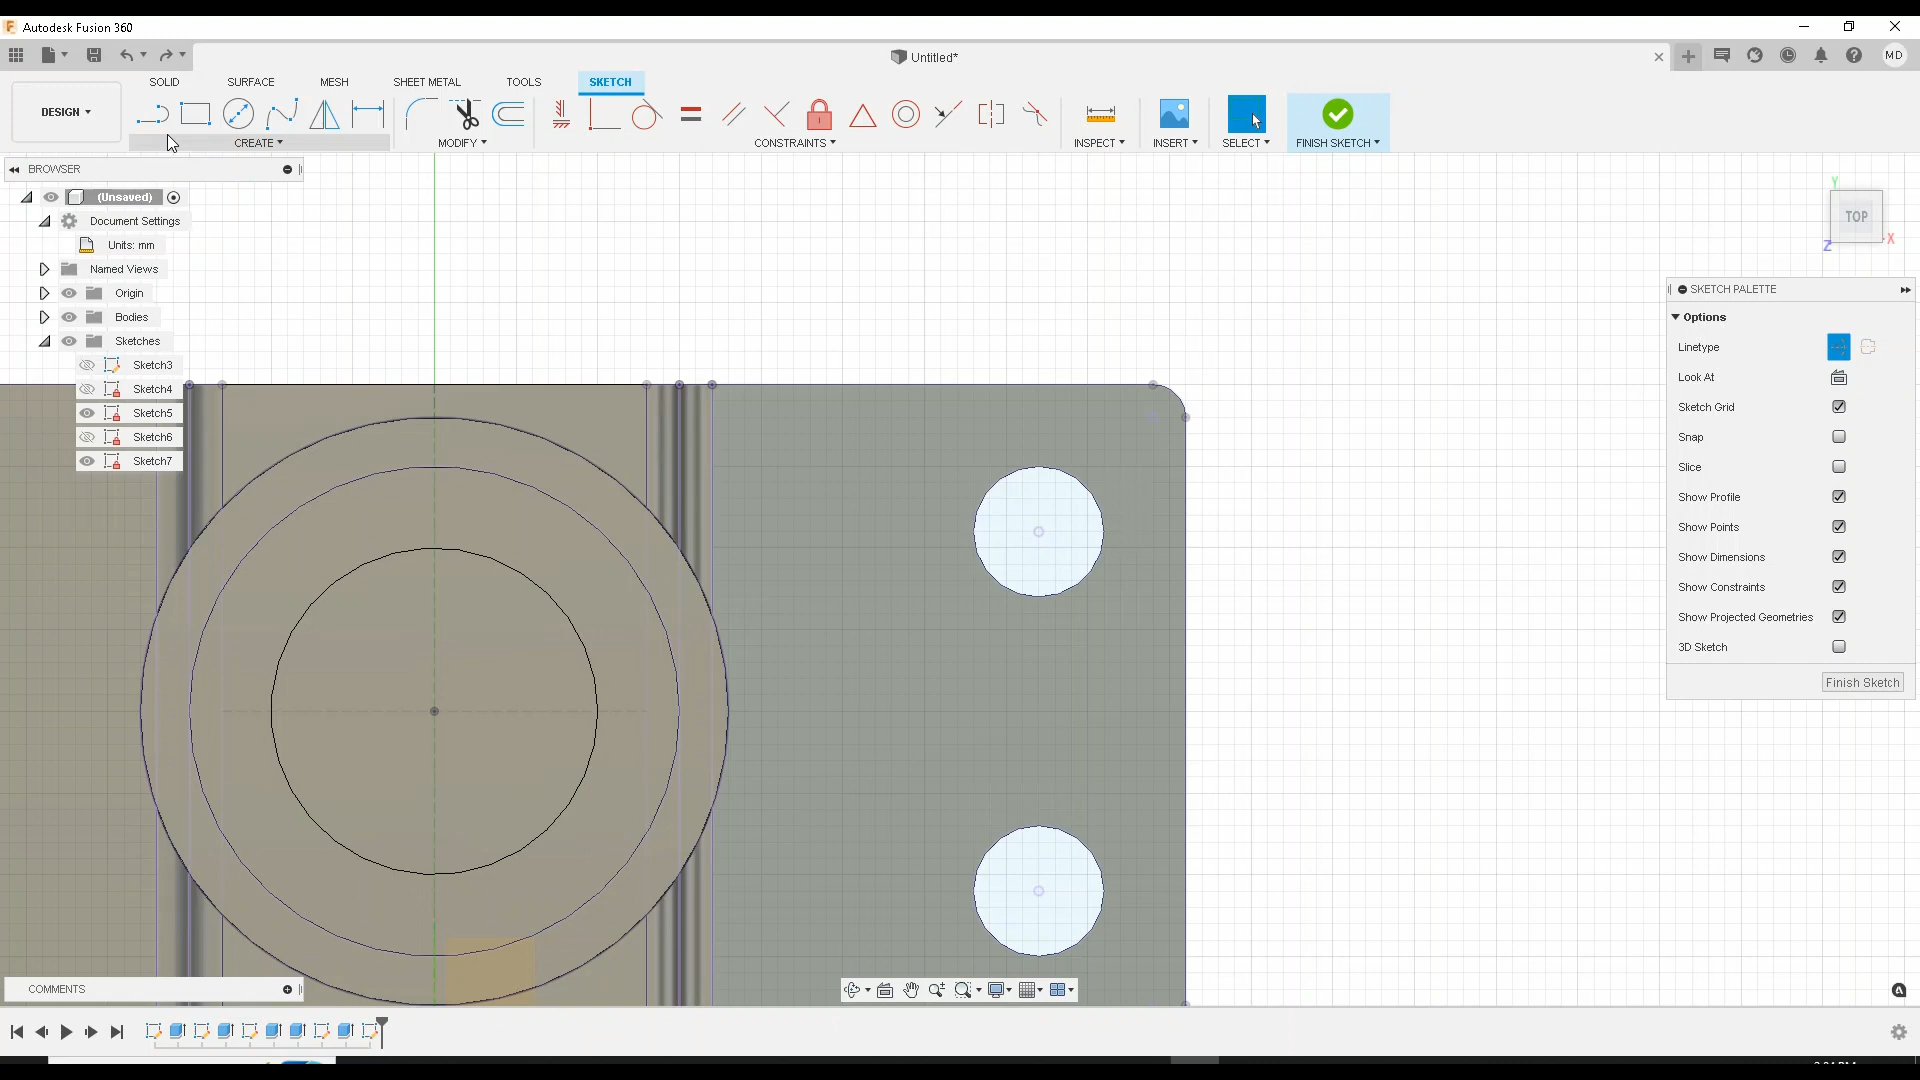 Autodesk Fusion 360
Untitled*
MD
DESIGN
SOLID
SURFACE
MESH
SHEET METAL
TOOLS
SKETCH
CREATE
MODIFY
CONSTRAINTS
INSPECT
INSERT
SELECT
FINISH SKETCH
BROWSER
(Unsaved)
Document Settings
Units: mm
Named Views
Origin
Bodies
Sketches
Sketch3
Sketch4
Sketch5
Sketch6
Sketch7
Y
TOP
X
Z
SKETCH PALETTE
Options
Linetype
Look At
Sketch Grid
Snap
Slice
Show Profile
Show Points
Show Dimensions
Show Constraints
Show Projected Geometries
3D Sketch
Finish Sketch
COMMENTS